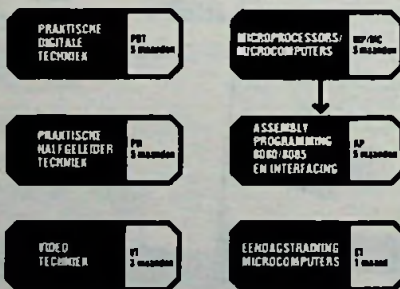 PRAKTISCHE
DIGITALE
TECHNIEK
PDT
5 maanden
MICROPROCESSORS/
MICROCOMPUTERS
MP/MC
5 maanden
PRAKTISCHE
HALFGELEIDER
TECHNIEK
PH
5 maanden
ASSEMBLY
PROGRAMMING
8080/8085
EN INTERFACING
AP
5 maanden
VIDEO
TECHNIEK
VT
maanden
EENDAGSTRAINING
MICROCOMPUTERS
ET
1 maand